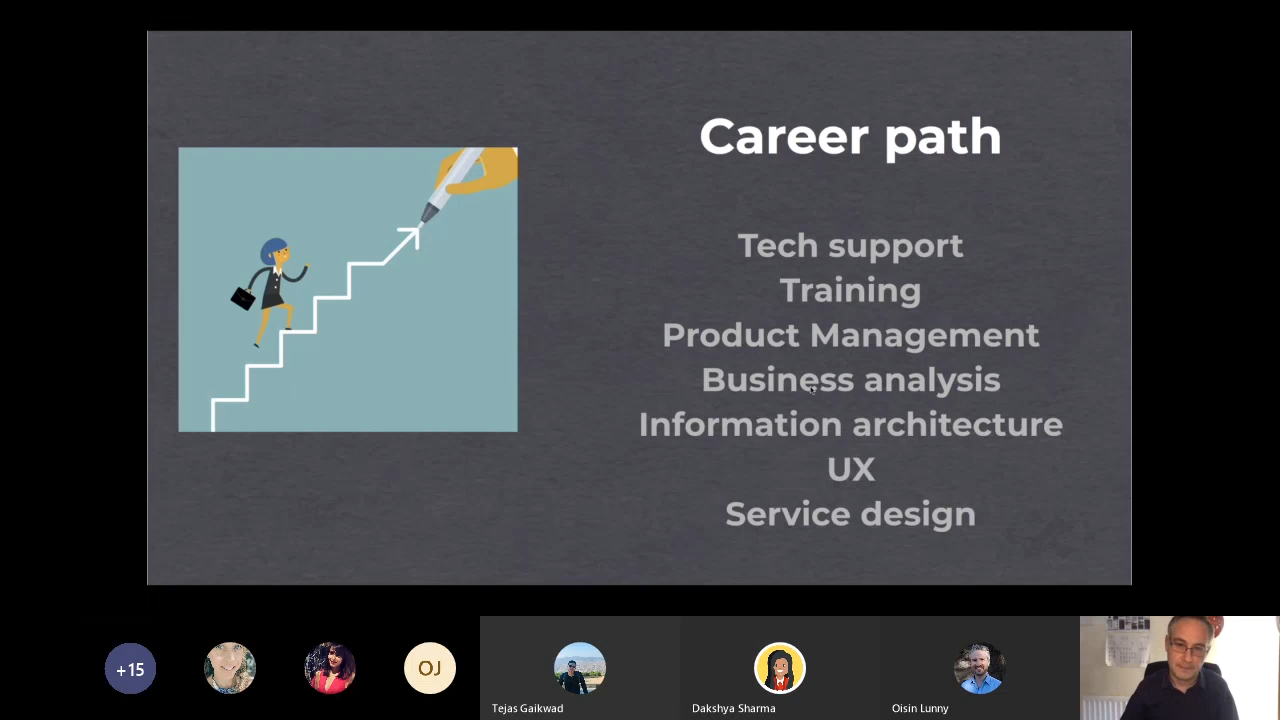 Career path
Tech support
Training
Product Management
Business analysis
Information architecture
UX
Service design
+15
OJ
Tejas Gaikwad
Dakshya Sharma
Oisin Lunny